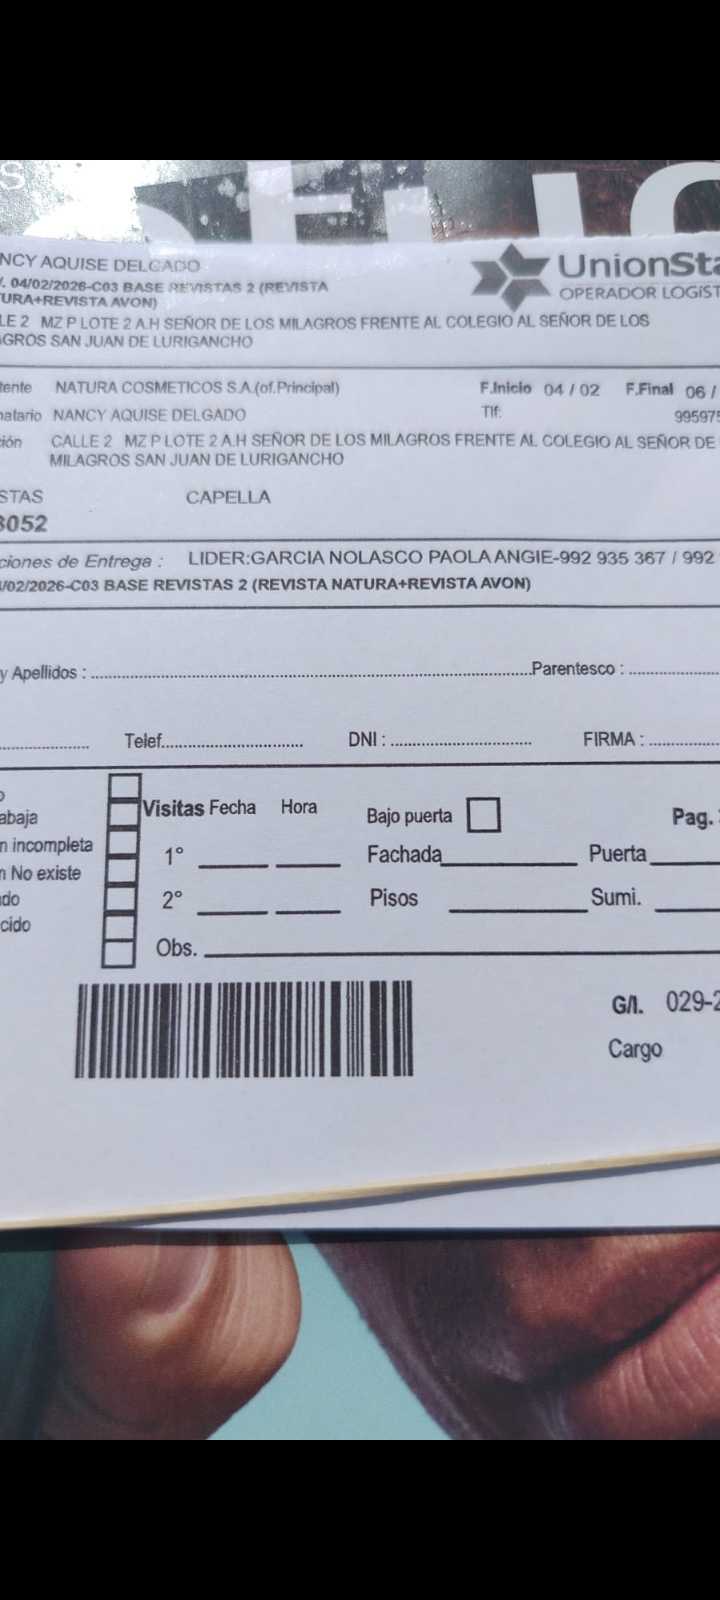 NCY AQUISE DELGADO
UnionSta
OPERADOR LOGÍST
. 04/02/2026-C03 BASE REVISTAS 2 (REVISTA
URA+REVISTA AVON)
LE 2 MZ P LOTE 2 A.H SEÑOR DE LOS MILAGROS FRENTE AL COLEGIO AL SEÑOR DE LOS
AGROS SAN JUAN DE LURIGANCHO
tente NATURA COSMETICOS S.A.(of.Principal) F.Inicio 04 / 02 F.Final 06 /
natario NANCY AQUISE DELGADO Tlf: 995975
ción CALLE 2 MZ P LOTE 2 A.H SEÑOR DE LOS MILAGROS FRENTE AL COLEGIO AL SEÑOR DE
MILAGROS SAN JUAN DE LURIGANCHO
STAS CAPELLA
3052
ciones de Entrega : LIDER:GARCIA NOLASCO PAOLA ANGIE-992 935 367 / 992
/02/2026-C03 BASE REVISTAS 2 (REVISTA NATURA+REVISTA AVON)
y Apellidos : Parentesco :
Telef. DNI : FIRMA :
o
abaja
n incompleta
n No existe
do
cido
Visitas Fecha Hora Bajo puerta Pag.
1° Fachada Puerta
2° Pisos Sumi.
Obs.
G/I. 029-2
Cargo